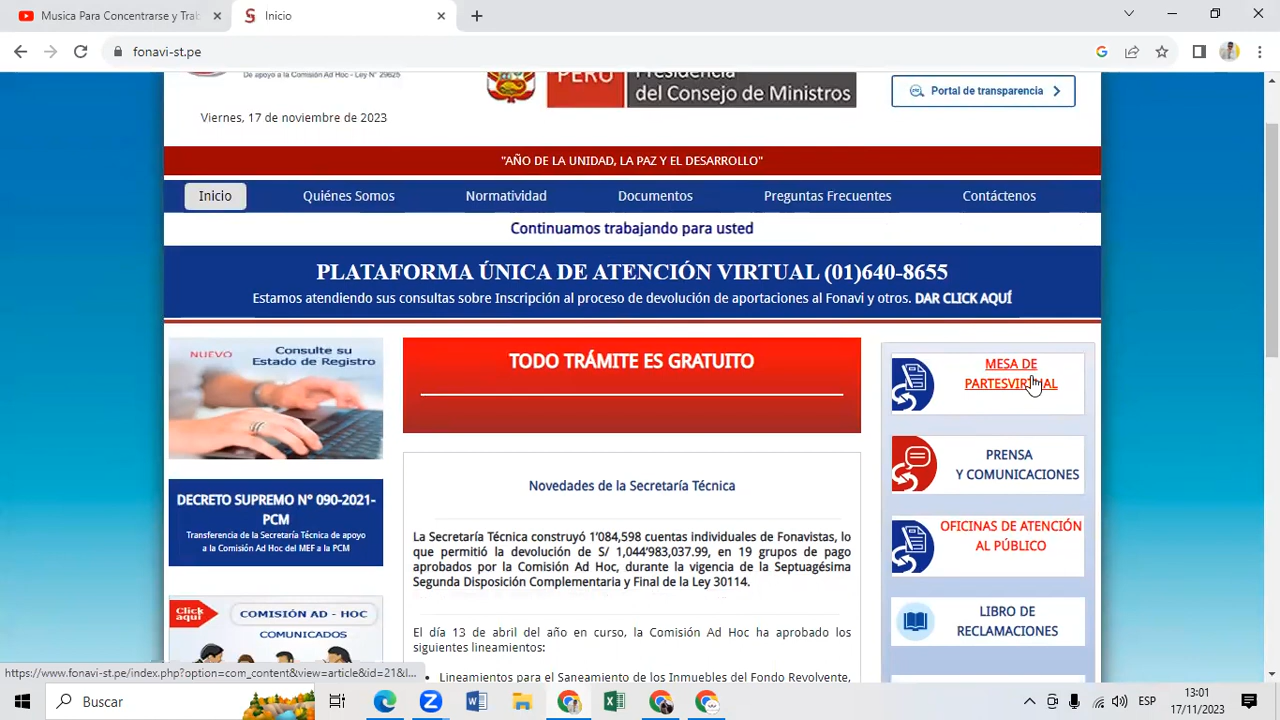 Musica Para Concentrarse y Trab
Inicio
fonavi-st.pe
De apoyo a la Comisión Ad Hoc - Ley N° 29625
PERÚ
Presidencia
del Consejo de Ministros
Portal de transparencia
Viernes, 17 de noviembre de 2023
"AÑO DE LA UNIDAD, LA PAZ Y EL DESARROLLO"
Inicio
Quiénes Somos
Normatividad
Documentos
Preguntas Frecuentes
Contáctenos
Continuamos trabajando para usted
PLATAFORMA ÚNICA DE ATENCIÓN VIRTUAL (01)640-8655
Estamos atendiendo sus consultas sobre Inscripción al proceso de devolución de aportaciones al Fonavi y otros. DAR CLICK AQUÍ
NUEVO
Consulte su
Estado de Registro
DECRETO SUPREMO N° 090-2021-
PCM
Transferencia de la Secretaría Técnica de apoyo
a la Comisión Ad Hoc del MEF a la PCM
Click
aquí
COMISIÓN AD - HOC
COMUNICADOS
TODO TRÁMITE ES GRATUITO
Novedades de la Secretaría Técnica
La Secretaría Técnica construyó 1'084,598 cuentas individuales de Fonavistas, lo
que permitió la devolución de S/ 1,044'983,037.99, en 19 grupos de pago
aprobados por la Comisión Ad Hoc, durante la vigencia de la Septuagésima
Segunda Disposición Complementaria y Final de la Ley 30114.
El día 13 de abril del año en curso, la Comisión Ad Hoc ha aprobado los
siguientes lineamientos:
• Lineamientos para el Saneamiento de los Inmuebles del Fondo Revolvente,
MESA DE
PARTESVIRTUAL
PRENSA
Y COMUNICACIONES
OFICINAS DE ATENCIÓN
AL PÚBLICO
LIBRO DE
RECLAMACIONES
https://www.fonavi-st.pe/index.php?option=com_content&view=article&id=21&l...
Buscar
ESP
13:01
17/11/2023